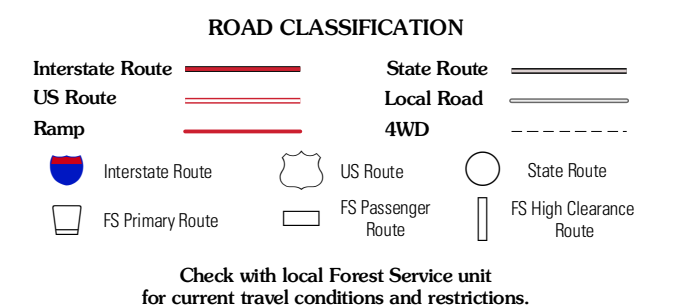 ROAD CLASSIFICATION
Interstate Route
State Route
US Route
Local Road
Ramp
4WD
Interstate Route
US Route
State Route
FS Primary Route
FS Passenger
Route
FS High Clearance
Route
Check with local Forest Service unit
for current travel conditions and restrictions.